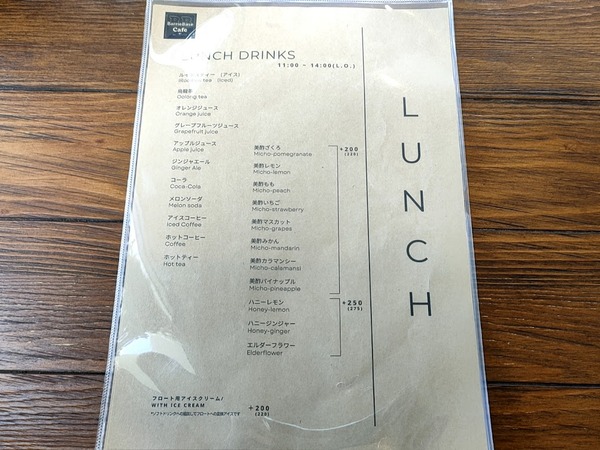 BarrieBase
Cafe
LUNCH DRINKS
11:00 ~ 14:00(L.O.)
ティー (アイス)
tea (Iced)
烏龍茶
Oolong tea
オレンジジュース
Orange juice
グレープフルーツジュース
Grapefruit juice
アップルジュース
Apple juice
ジンジャエール
Ginger Ale
コーラ
Coca-Cola
メロンソーダ
Melon soda
アイスコーヒー
Iced Coffee
ホットコーヒー
Coffee
ホットティー
Hot tea
美酢ざくろ
Micho-pomegranate
美酢レモン
Micho-lemon
美酢もも
Micho-peach
美酢いちご
Micho-strawberry
美酢マスカット
Micho-grapes
美酢みかん
Micho-mandarin
美酢カラマンシー
Micho-calamansi
美酢パイナップル
Micho-pineapple
+200
(220)
ハニーレモン
Honey-lemon
ハニージンジャー
Honey-ginger
エルダーフラワー
Elderflower
+250
(275)
フロート用アイスクリーム/
WITH ICE CREAM
+200
(220)
LUNCH